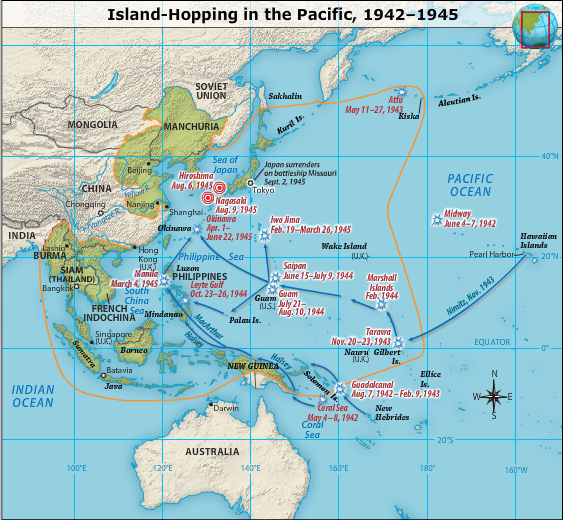 Island-Hopping in the Pacific, 1942–1945
SOVIET
UNION
Sakhalin
Attu
May 11–27, 1943
Kiska
Aleutian Is.
Kuril Is.
MONGOLIA
MANCHURIA
Sea of
Japan
Japan surrenders
on battleship Missouri
Sept. 2, 1945
40°N
Hiroshima
Aug. 6, 1945
Beijing
Tokyo
PACIFIC
OCEAN
CHINA
Yellow R.
Nagasaki
Aug. 9, 1945
Chongqing
Nanjing
Shanghai
Yangtze R.
Okinawa
Apr. 1–
June 22, 1945
Okinawa
Iwo Jima
Feb. 19–March 26, 1945
Midway
June 4–7, 1942
INDIA
Hawaiian
Islands
Pearl Harbor
BURMA
Lashio
Hong
Kong
(U.K.)
Philippine Sea
Wake Island
(U.K.)
20°N
SIAM
(THAILAND)
Bangkok
Manila
March 4, 1945
Luzon
PHILIPPINES
Saipan
June 15–July 9, 1944
Marshall
Islands
Feb. 1944
South
China
Sea
Leyte Gulf
Oct. 23–26, 1944
Guam
(U.S.)
Guam
July 21–
Aug. 10, 1944
Nimitz, Nov. 1943
FRENCH
INDOCHINA
Mindanao
MacArthur
Halsey
Palau Is.
Tarawa
Nov. 20–23, 1943
Singapore
(U.K.)
EQUATOR
0°
Nauru
(U.K.)
Gilbert
Is.
Sumatra
Borneo
NEW GUINEA
Halsey
Batavia
Java
Solomon Is.
Guadalcanal
Aug. 7, 1942–Feb. 9, 1943
Ellice
Is.
INDIAN
OCEAN
Darwin
Coral Sea
May 4–8, 1942
Coral
Sea
New
Hebrides
N
W
E
S
20°S
AUSTRALIA
100°E
120°E
140°E
160°E
180°
160°W